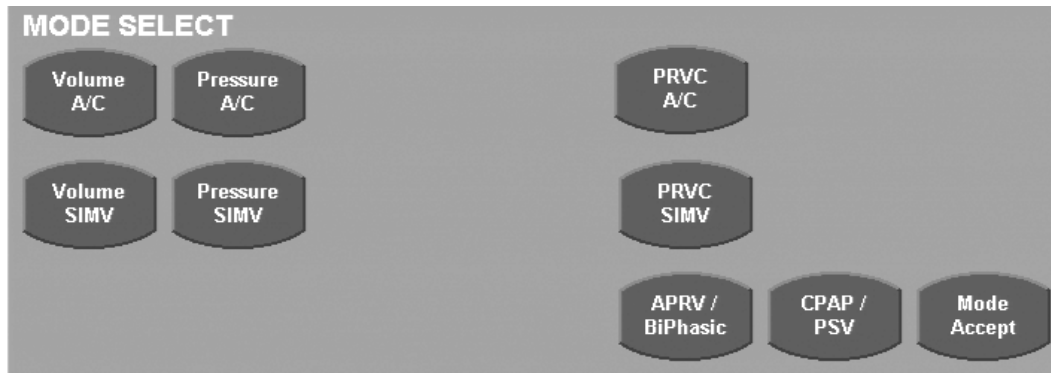 MODE SELECT
Volume
A/C
Pressure
A/C
PRVC
A/C
Volume
SIMV
Pressure
SIMV
PRVC
SIMV
APRV /
BiPhasic
CPAP /
PSV
Mode
Accept